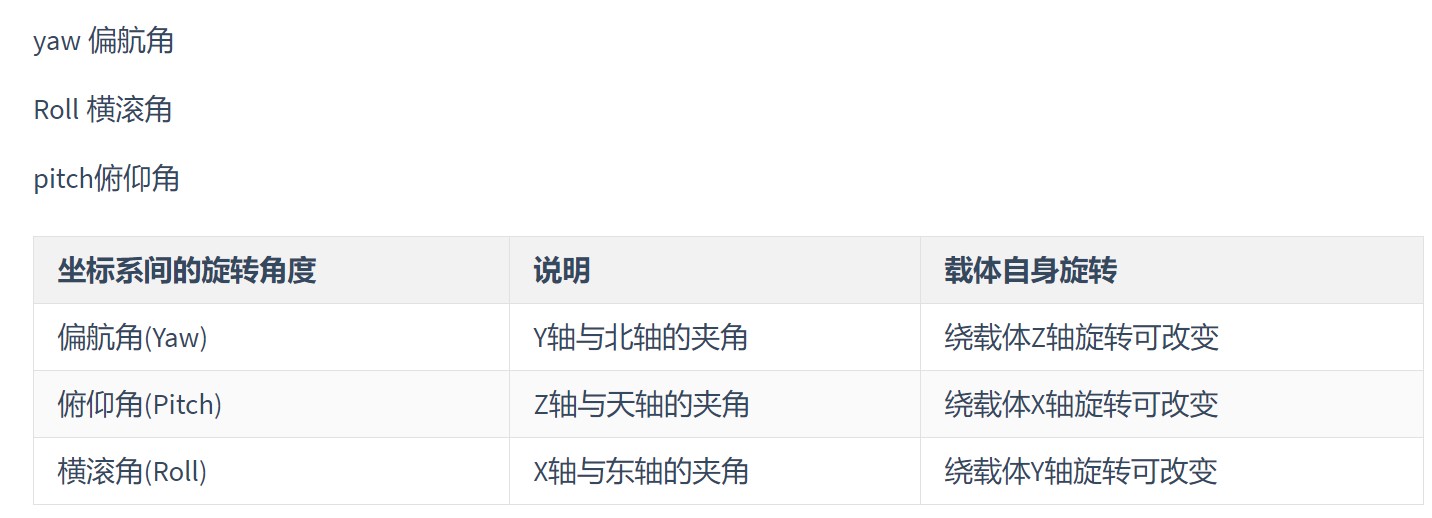 yaw 偏航角
Roll 横滚角
pitch俯仰角
坐标系间的旋转角度 说明 载体自身旋转
偏航角(Yaw) Y轴与北轴的夹角 绕载体Z轴旋转可改变
俯仰角(Pitch) Z轴与天轴的夹角 绕载体X轴旋转可改变
横滚角(Roll) X轴与东轴的夹角 绕载体Y轴旋转可改变